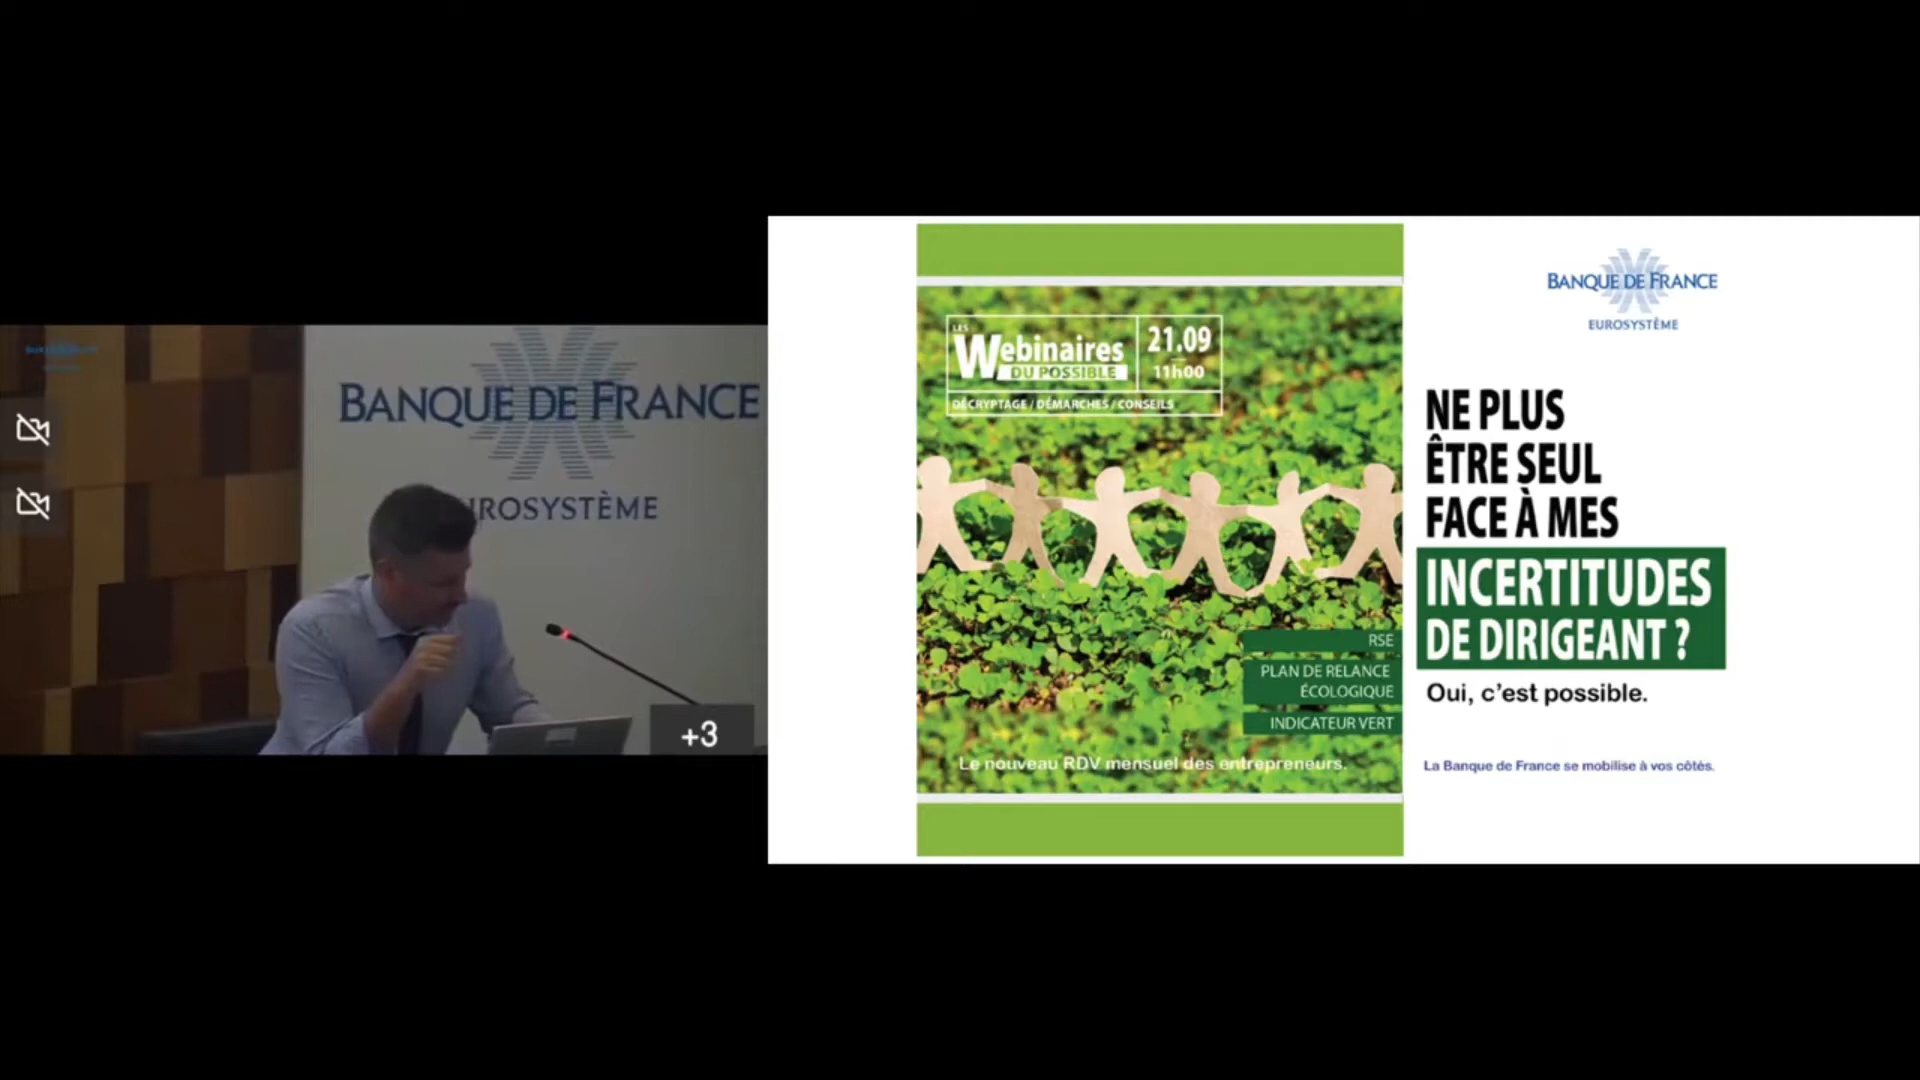 BANQUE DE FRANCE
EUROSYSTÈME
+3
LES
Webinaires
DU POSSIBLE
21.09
11h00
DÉCRYPTAGE / DÉMARCHES / CONSEILS
RSE
PLAN DE RELANCE
ÉCOLOGIQUE
INDICATEUR VERT
Le nouveau RDV mensuel des entrepreneurs.
BANQUE DE FRANCE
EUROSYSTÈME
NE PLUS
ÊTRE SEUL
FACE À MES
INCERTITUDES
DE DIRIGEANT ?
Oui, c'est possible.
La Banque de France se mobilise à vos côtés.